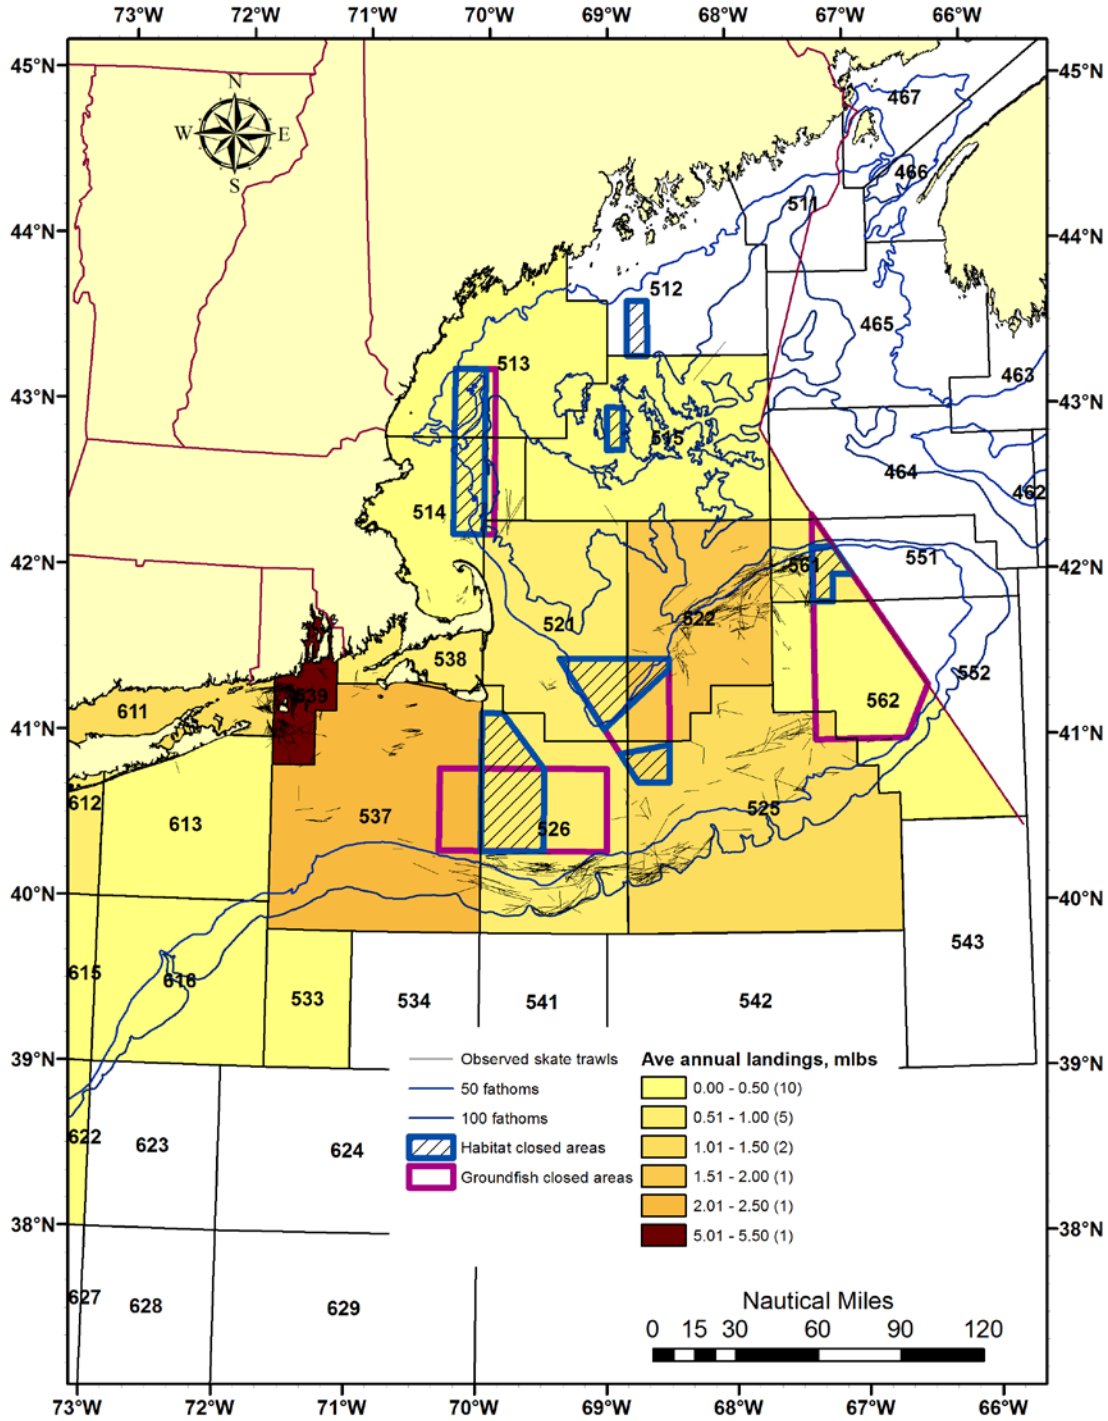 73°W 72°W 71°W 70°W 69°W 68°W 67°W 66°W
45°N 45°N
N
W E
S
467
466
44°N 44°N
511
512
465
513
463
43°N 43°N
515
464
462
514
42°N 42°N
551
561
522
521
538
552
539
562
611
41°N 41°N
612
613
537
525
526
40°N 40°N
543
615
616
533
534
541
542
39°N 39°N
Observed skate trawls
50 fathoms
100 fathoms
Habitat closed areas
Groundfish closed areas
Ave annual landings, mlbs
0.00 - 0.50 (10)
0.51 - 1.00 (5)
1.01 - 1.50 (2)
1.51 - 2.00 (1)
2.01 - 2.50 (1)
5.01 - 5.50 (1)
622
623
624
38°N 38°N
627
628
629
Nautical Miles
0 15 30 60 90 120
73°W 72°W 71°W 70°W 69°W 68°W 67°W 66°W